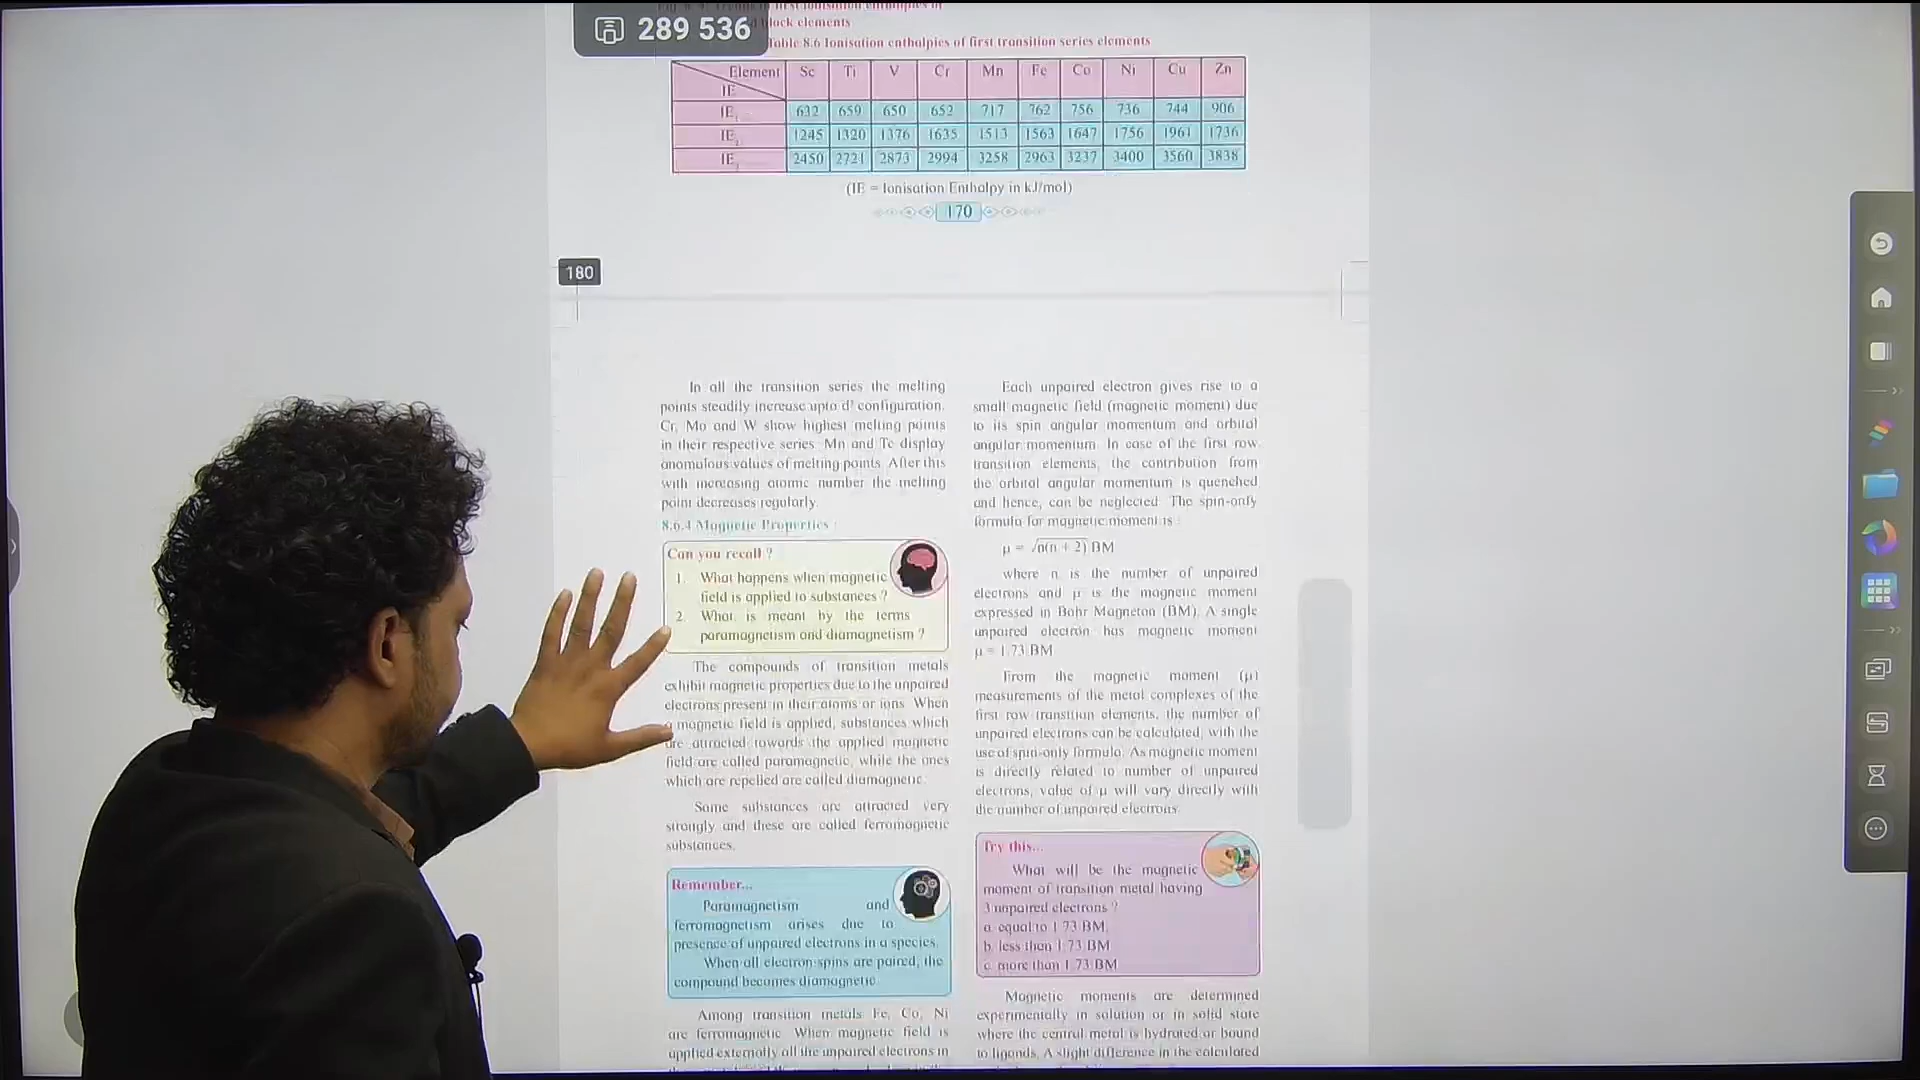 289 536
block elements
Table 8.6 Ionisation enthalpies of first transition series elements
Element Sc Ti V Cr Mn Fe Co Ni Cu Zn
IE
IE1 632 659 650 652 717 762 756 736 744 906
IE2 1245 1320 1376 1635 1513 1563 1647 1756 1961 1736
IE3 2450 2721 2873 2994 3258 2963 3237 3400 3560 3838
(IE = Ionisation Enthalpy in kJ/mol)
170
180
In all the transition series the melting
points steadily increase upto d⁵ configuration.
Cr, Mo and W show highest melting points
in their respective series. Mn and Tc display
anomalous values of melting points. After this
with increasing atomic number the melting
point decreases regularly.
8.6.4 Magnetic Properties :
Can you recall ?
1. What happens when magnetic
field is applied to substances ?
2. What is meant by the terms
paramagnetism and diamagnetism ?
The compounds of transition metals
exhibit magnetic properties due to the unpaired
electrons present in their atoms or ions. When
a magnetic field is applied, substances which
are attracted towards the applied magnetic
field are called paramagnetic, while the ones
which are repelled are called diamagnetic.
Some substances are attracted very
strongly and these are called ferromagnetic
substances.
Remember...
Paramagnetism and
ferromagnetism arises due to
presence of unpaired electrons in a species.
When all electron spins are paired, the
compound becomes diamagnetic.
Among transition metals Fe, Co, Ni
are ferromagnetic. When magnetic field is
applied externally all the unpaired electrons in
Each unpaired electron gives rise to a
small magnetic field (magnetic moment) due
to its spin angular momentum and orbital
angular momentum. In case of the first row
transition elements, the contribution from
the orbital angular momentum is quenched
and hence, can be neglected. The spin-only
formula for magnetic moment is :
μ = √n(n + 2) BM
where n is the number of unpaired
electrons and μ is the magnetic moment
expressed in Bohr Magneton (BM). A single
unpaired electron has magnetic moment
μ = 1.73 BM
From the magnetic moment (μ)
measurements of the metal complexes of the
first row transition elements, the number of
unpaired electrons can be calculated, with the
use of spin-only formula. As magnetic moment
is directly related to number of unpaired
electrons, value of μ will vary directly with
the number of unpaired electrons.
Try this...
What will be the magnetic
moment of transition metal having
3 unpaired electrons ?
a. equal to 1.73 BM.
b. less than 1.73 BM
c. more than 1.73 BM
Magnetic moments are determined
experimentally in solution or in solid state
where the central metal is hydrated or bound
to ligands. A slight difference in the calculated